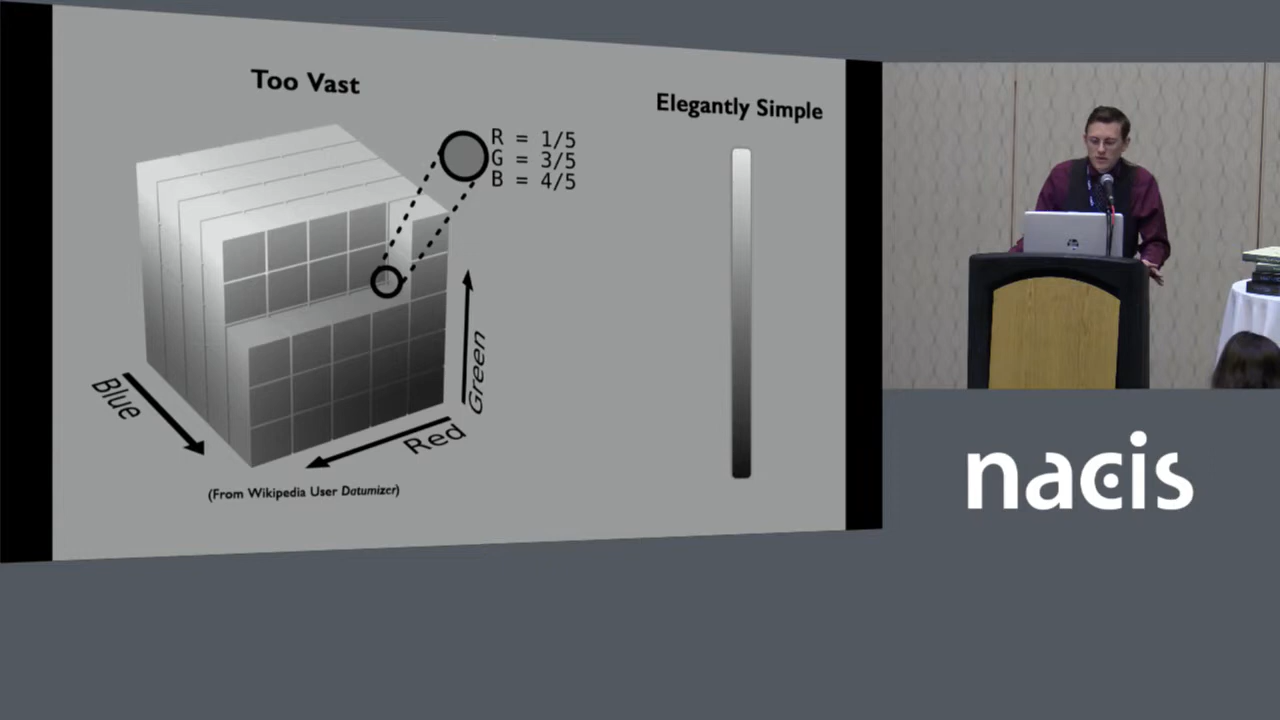 Too Vast
Elegantly Simple
R = 1/5
G = 3/5
B = 4/5
Blue
Green
Red
(From Wikipedia User Datumizer)
nacis